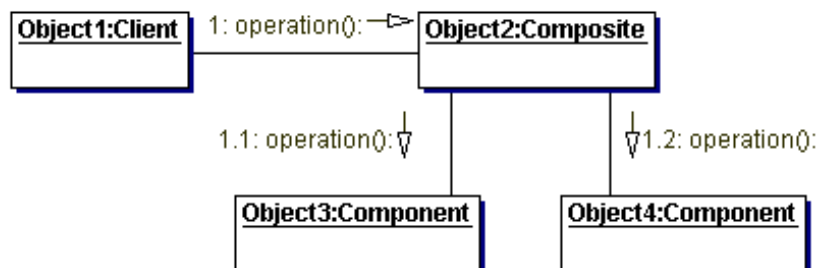 Object1:Client
1: operation():
Object2:Composite
1.1: operation():
1.2: operation():
Object3:Component
Object4:Component